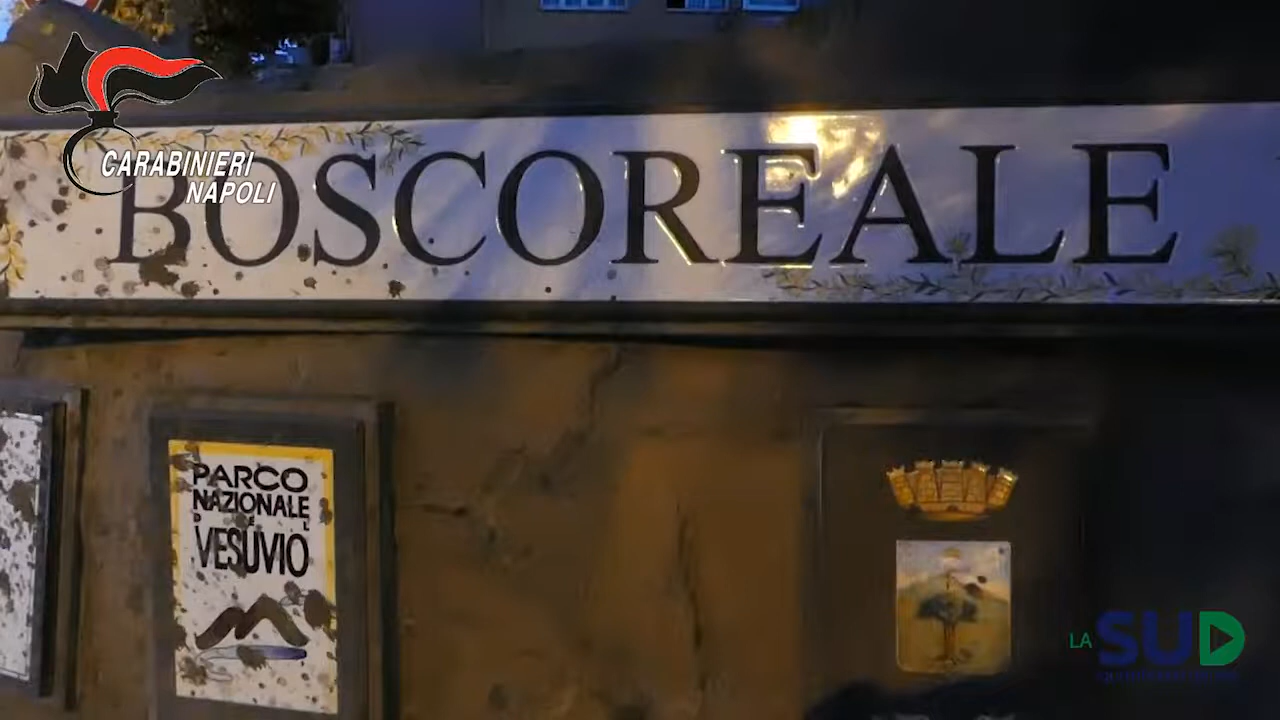 CARABINIERI
NAPOLI
BOSCOREALE
PARCO
NAZIONALE
DEL
VESUVIO
LA SUD